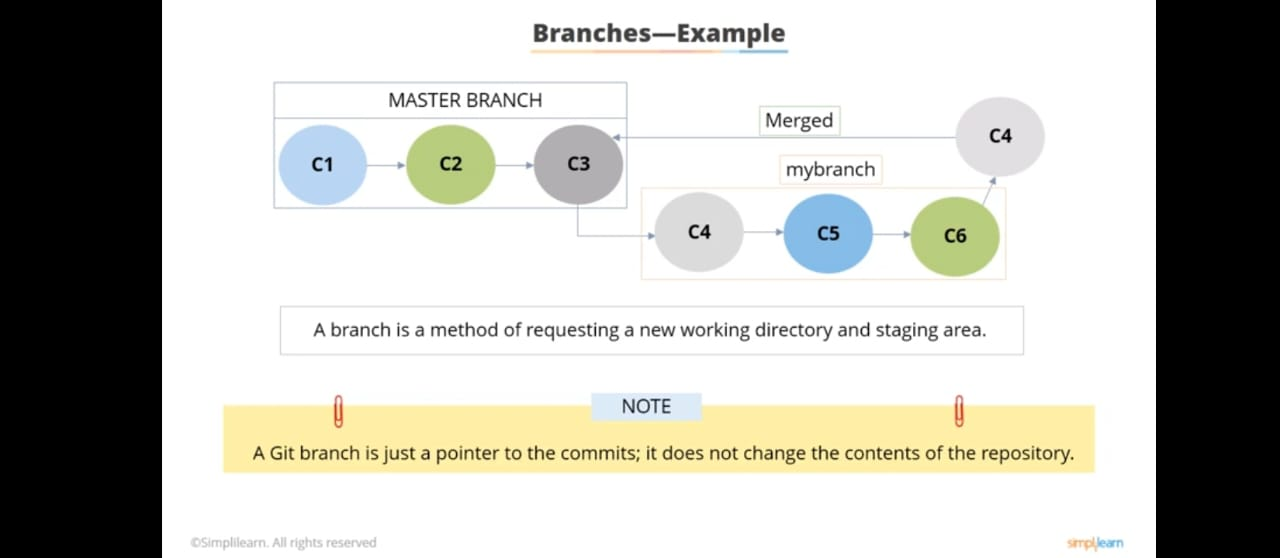 Branches—Example
MASTER BRANCH
C1
C2
C3
Merged
C4
mybranch
C4
C5
C6
A branch is a method of requesting a new working directory and staging area.
NOTE
A Git branch is just a pointer to the commits; it does not change the contents of the repository.
©Simplilearn. All rights reserved
simplilearn